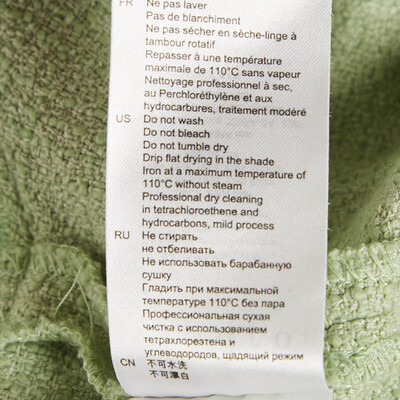 FR Ne pas laver
Pas de blanchiment
Ne pas sécher en sèche-linge à
tambour rotatif
Repasser à une température
maximale de 110°C sans vapeur
Nettoyage professionnel à sec,
au Perchloréthylène et aux
hydrocarbures, traitement modéré
US Do not wash
Do not bleach
Do not tumble dry
Drip flat drying in the shade
Iron at a maximum temperature of
110°C without steam
Professional dry cleaning
in tetrachloroethene and
hydrocarbons, mild process
RU Не стирать
не отбеливать
Не использовать барабанную
сушку
Гладить при максимальной
температуре 110°C без пара
Профессиональная сухая
чистка с использованием
тетрахлорэтена и
углеводородов, щадящий режим
CN 不可水洗
不可漂白